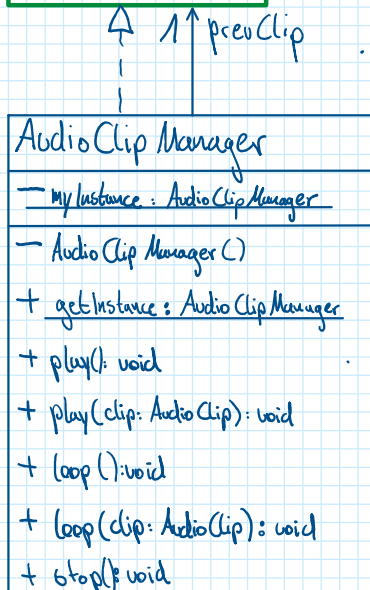 1 prevClip
AudioClipManager
- myInstance: AudioClipManager
- AudioClipManager()
+ getInstance: AudioClipManager
+ play(): void
+ play(clip: AudioClip): void
+ loop():void
+ loop(clip: AudioClip): void
+ stop(): void